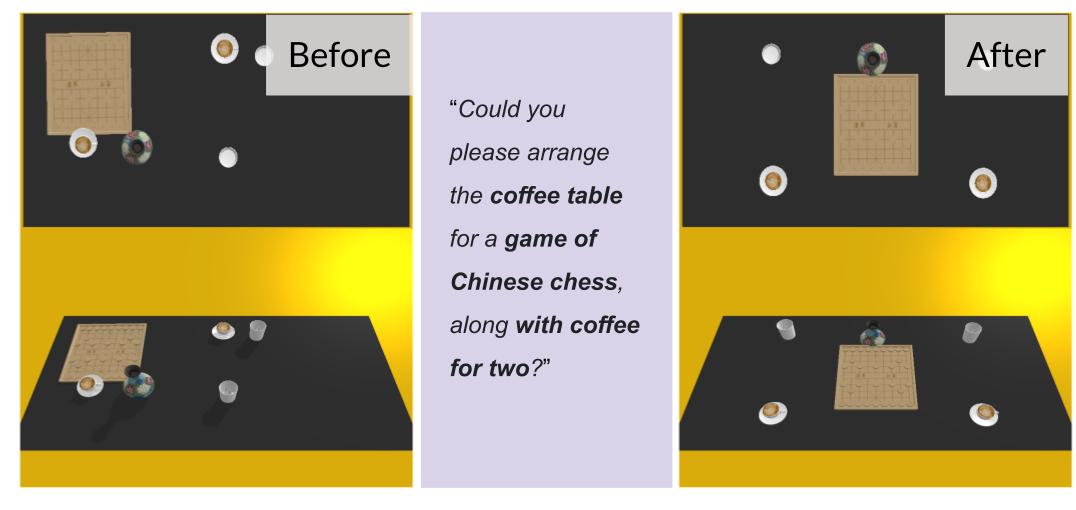 Before
“Could you
please arrange
the coffee table
for a game of
Chinese chess,
along with coffee
for two?”
After